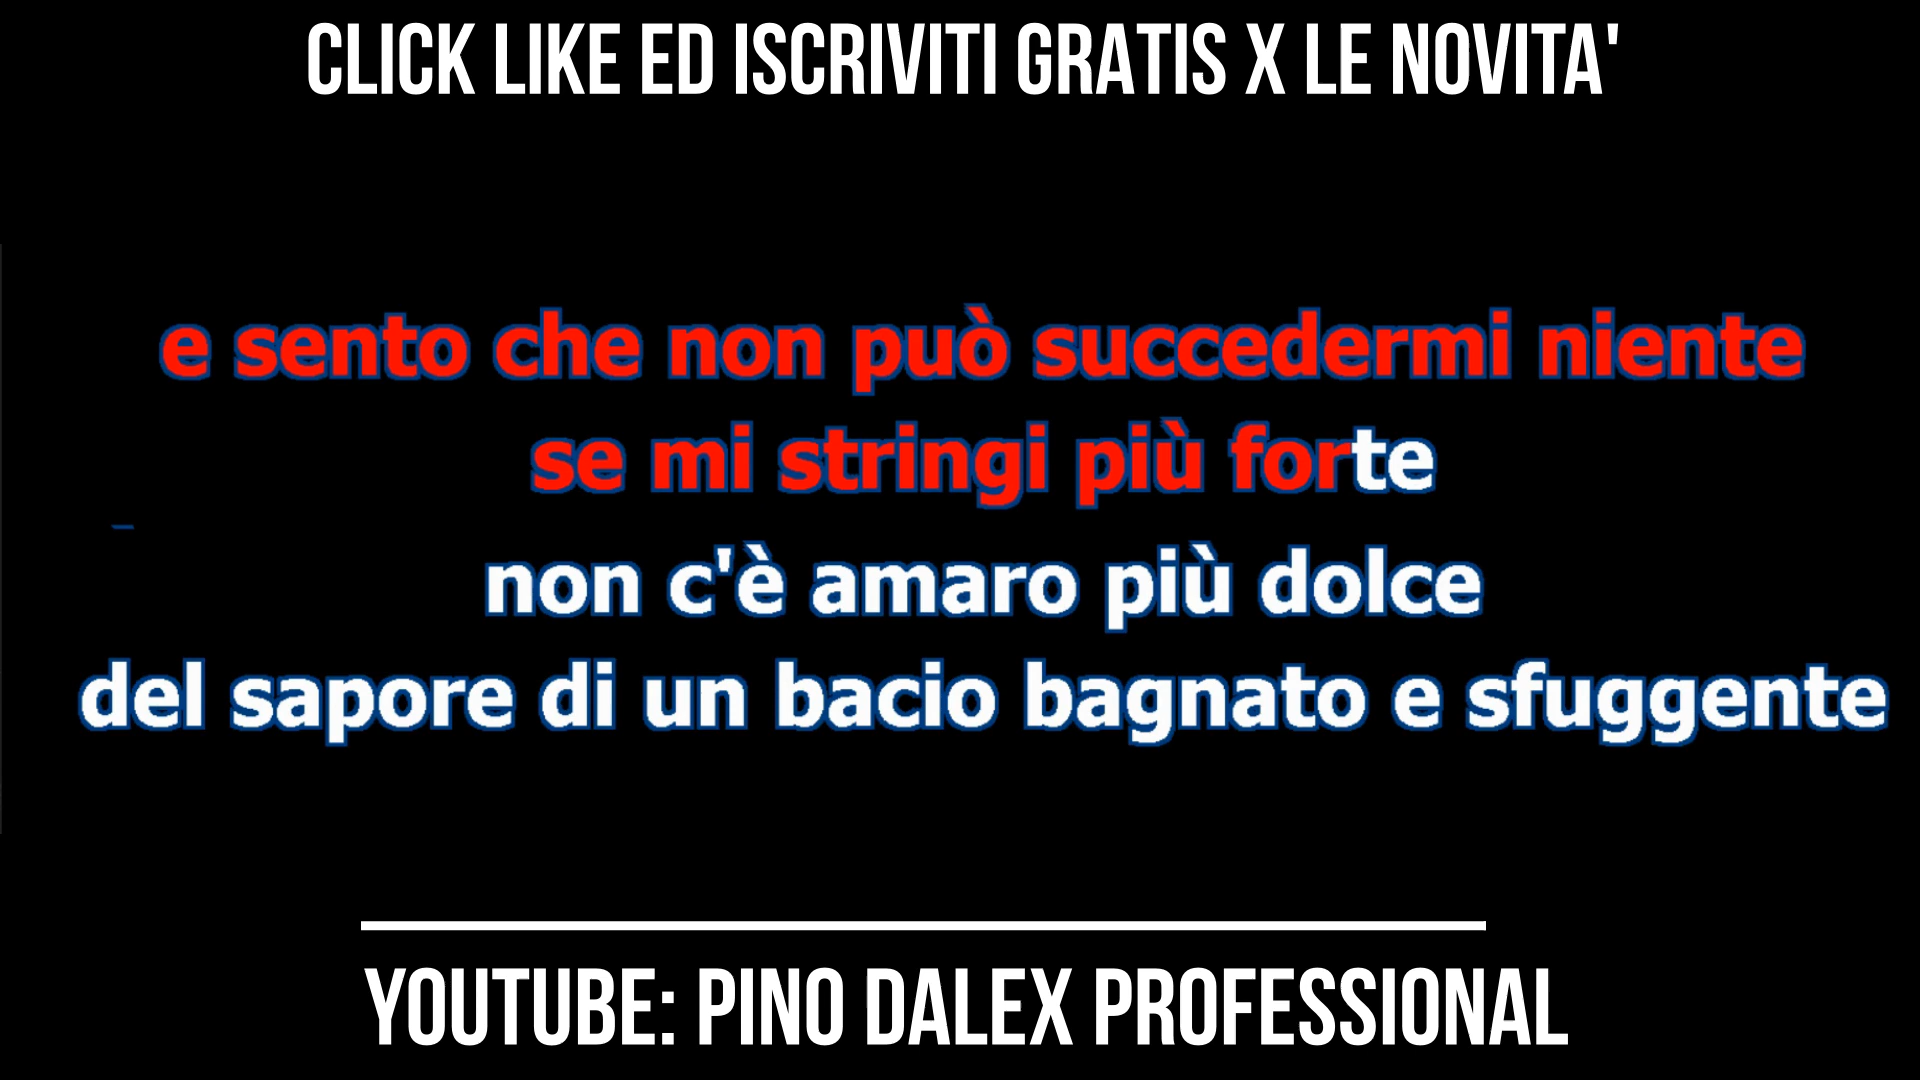 CLICK LIKE ED ISCRIVITI GRATIS X LE NOVITA'
e sento che non può succedermi niente
se mi stringi più forte
non c'è amaro più dolce
del sapore di un bacio bagnato e sfuggente
YOUTUBE: PINO DALEX PROFESSIONAL